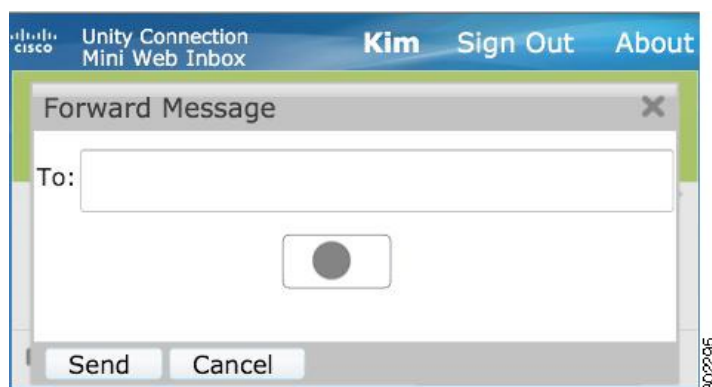 cisco
Unity Connection
Mini Web Inbox
Kim Sign Out About
Forward Message
To:
Send Cancel